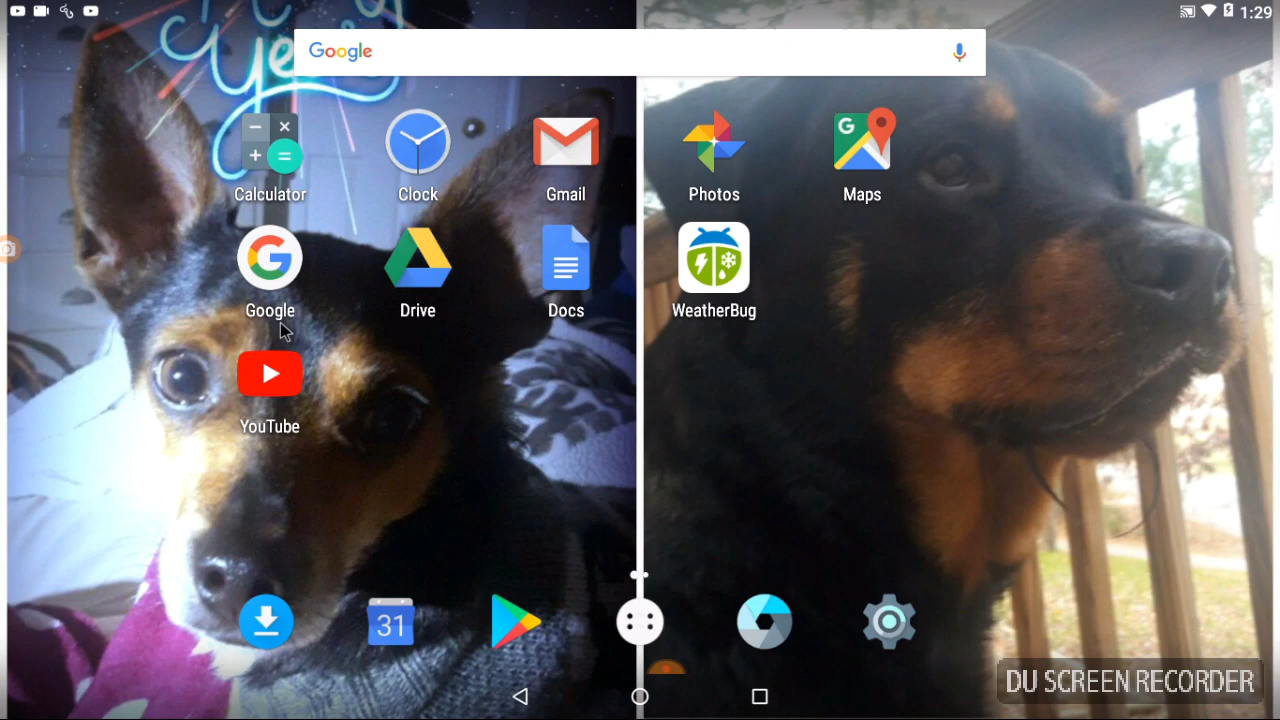 1:29
Google
Calculator
Clock
Gmail
Photos
Maps
Google
Drive
Docs
WeatherBug
YouTube
31
DU SCREEN RECORDER